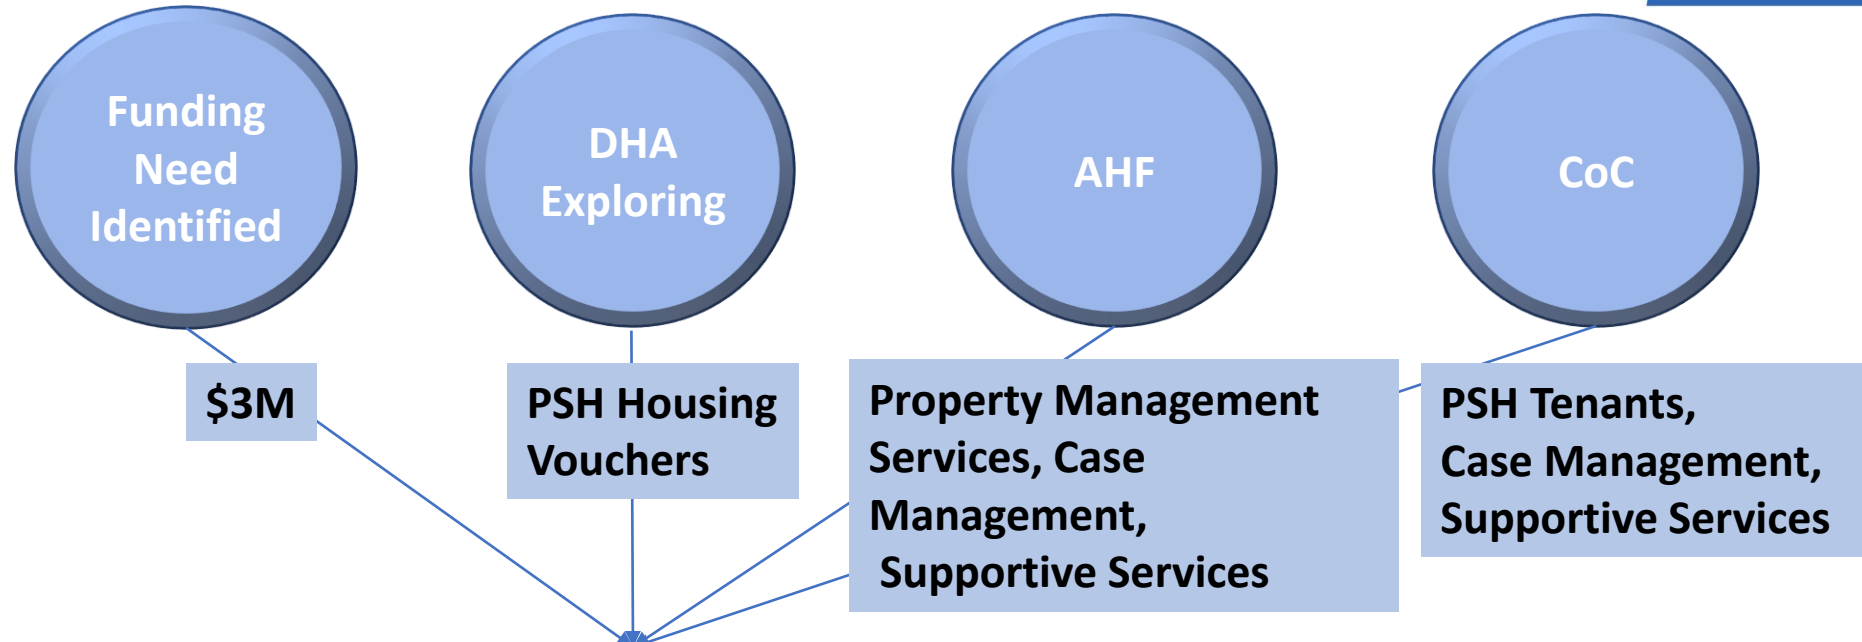 Funding
Need
Identified
DHA
Exploring
AHF
CoC
$3M
PSH Housing
Vouchers
Property Management
Services, Case
Management,
Supportive Services
PSH Tenants,
Case Management,
Supportive Services